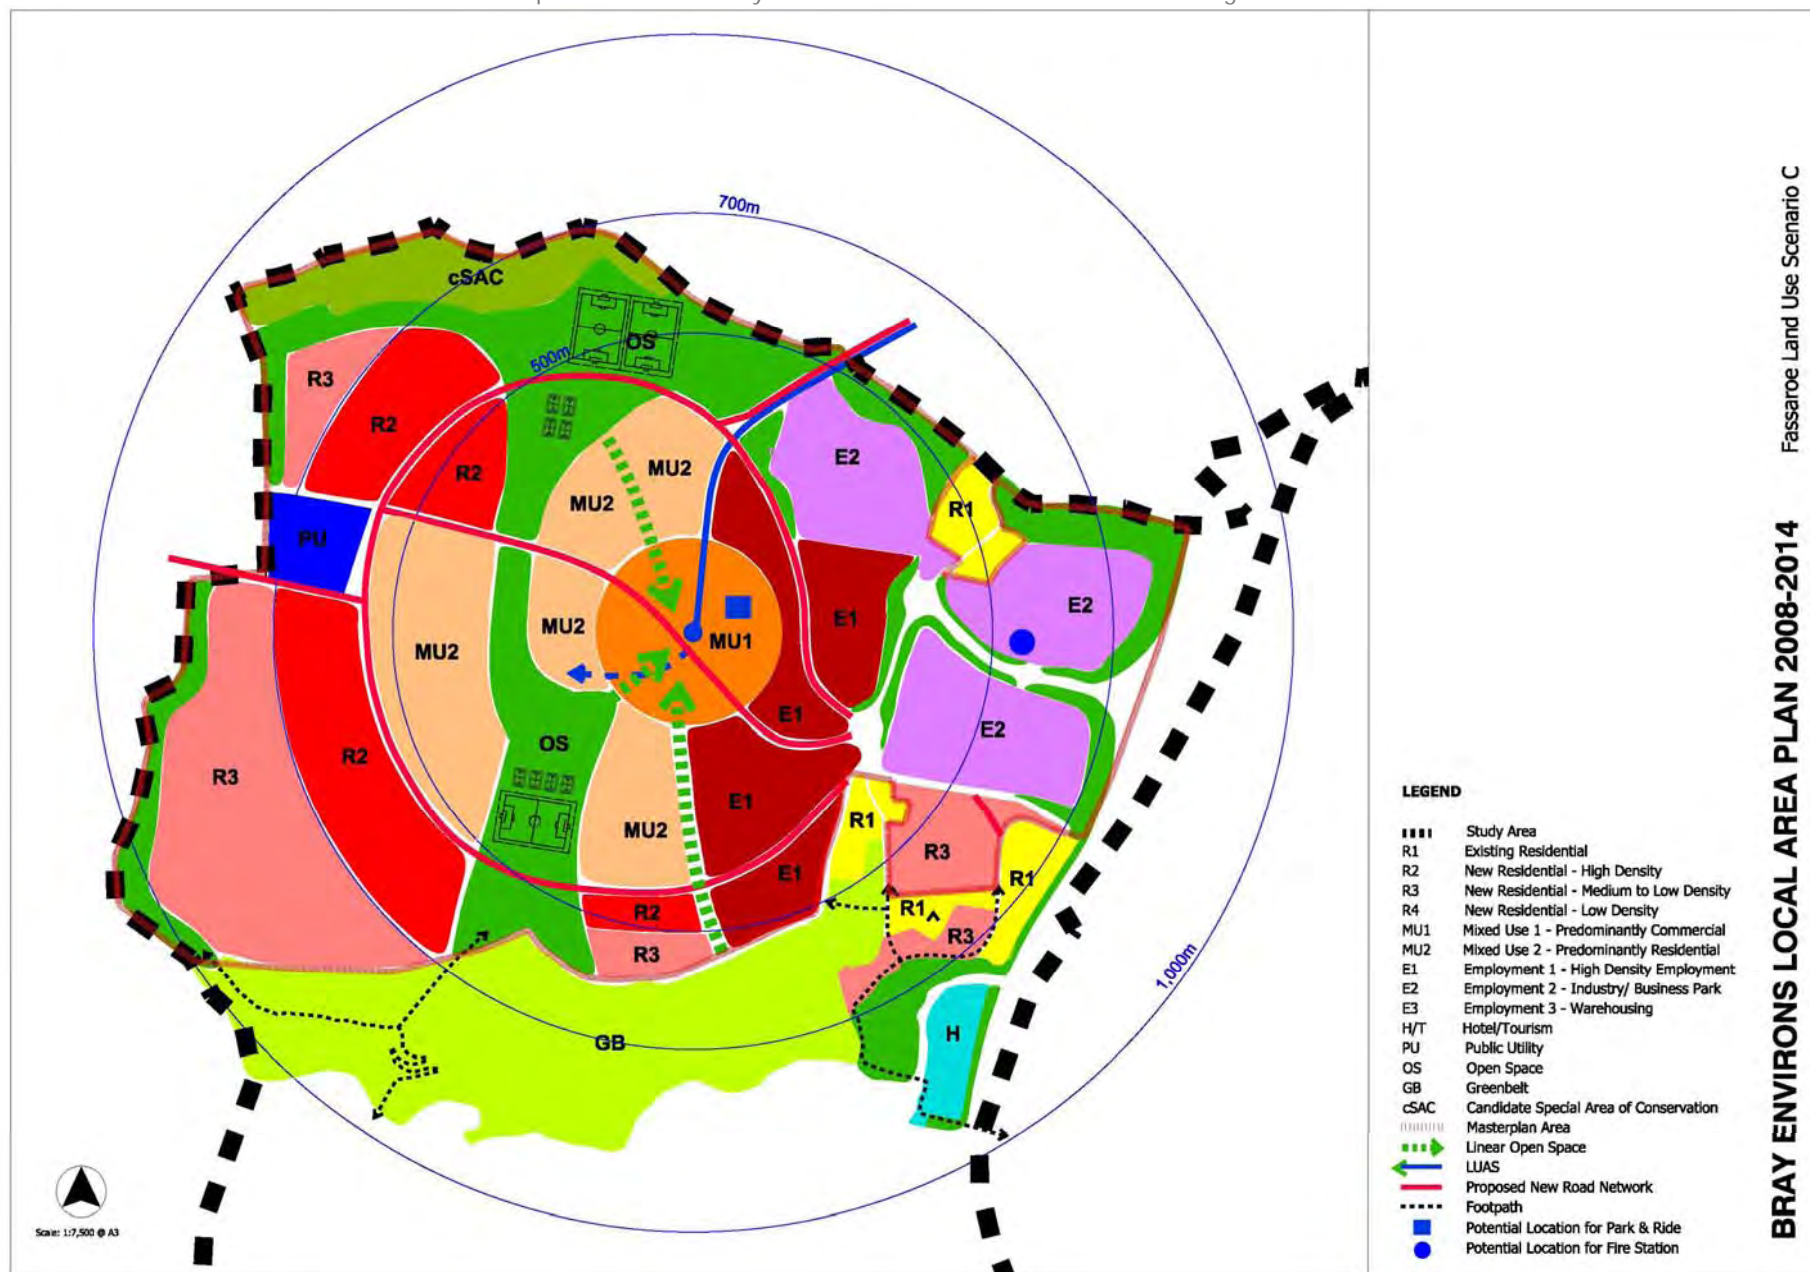 700m
cSAC
OS
500m
R3
R2
R2
MU2
E2
MU2
R1
PU
E2
MU2
MU1
E1
MU2
E1
E2
OS
R2
R3
E1
MU2
R1
R3
E1
R1
R2
R1
R3
R3
1,000m
GB
H
Scale: 1:7,500 @ A3
LEGEND
Study Area
R1 Existing Residential
R2 New Residential - High Density
R3 New Residential - Medium to Low Density
R4 New Residential - Low Density
MU1 Mixed Use 1 - Predominantly Commercial
MU2 Mixed Use 2 - Predominantly Residential
E1 Employment 1 - High Density Employment
E2 Employment 2 - Industry/ Business Park
E3 Employment 3 - Warehousing
H/T Hotel/Tourism
PU Public Utility
OS Open Space
GB Greenbelt
cSAC Candidate Special Area of Conservation
Masterplan Area
Linear Open Space
LUAS
Proposed New Road Network
Footpath
Potential Location for Park & Ride
Potential Location for Fire Station
BRAY ENVIRONS LOCAL AREA PLAN 2008-2014 Fassaroe Land Use Scenario C